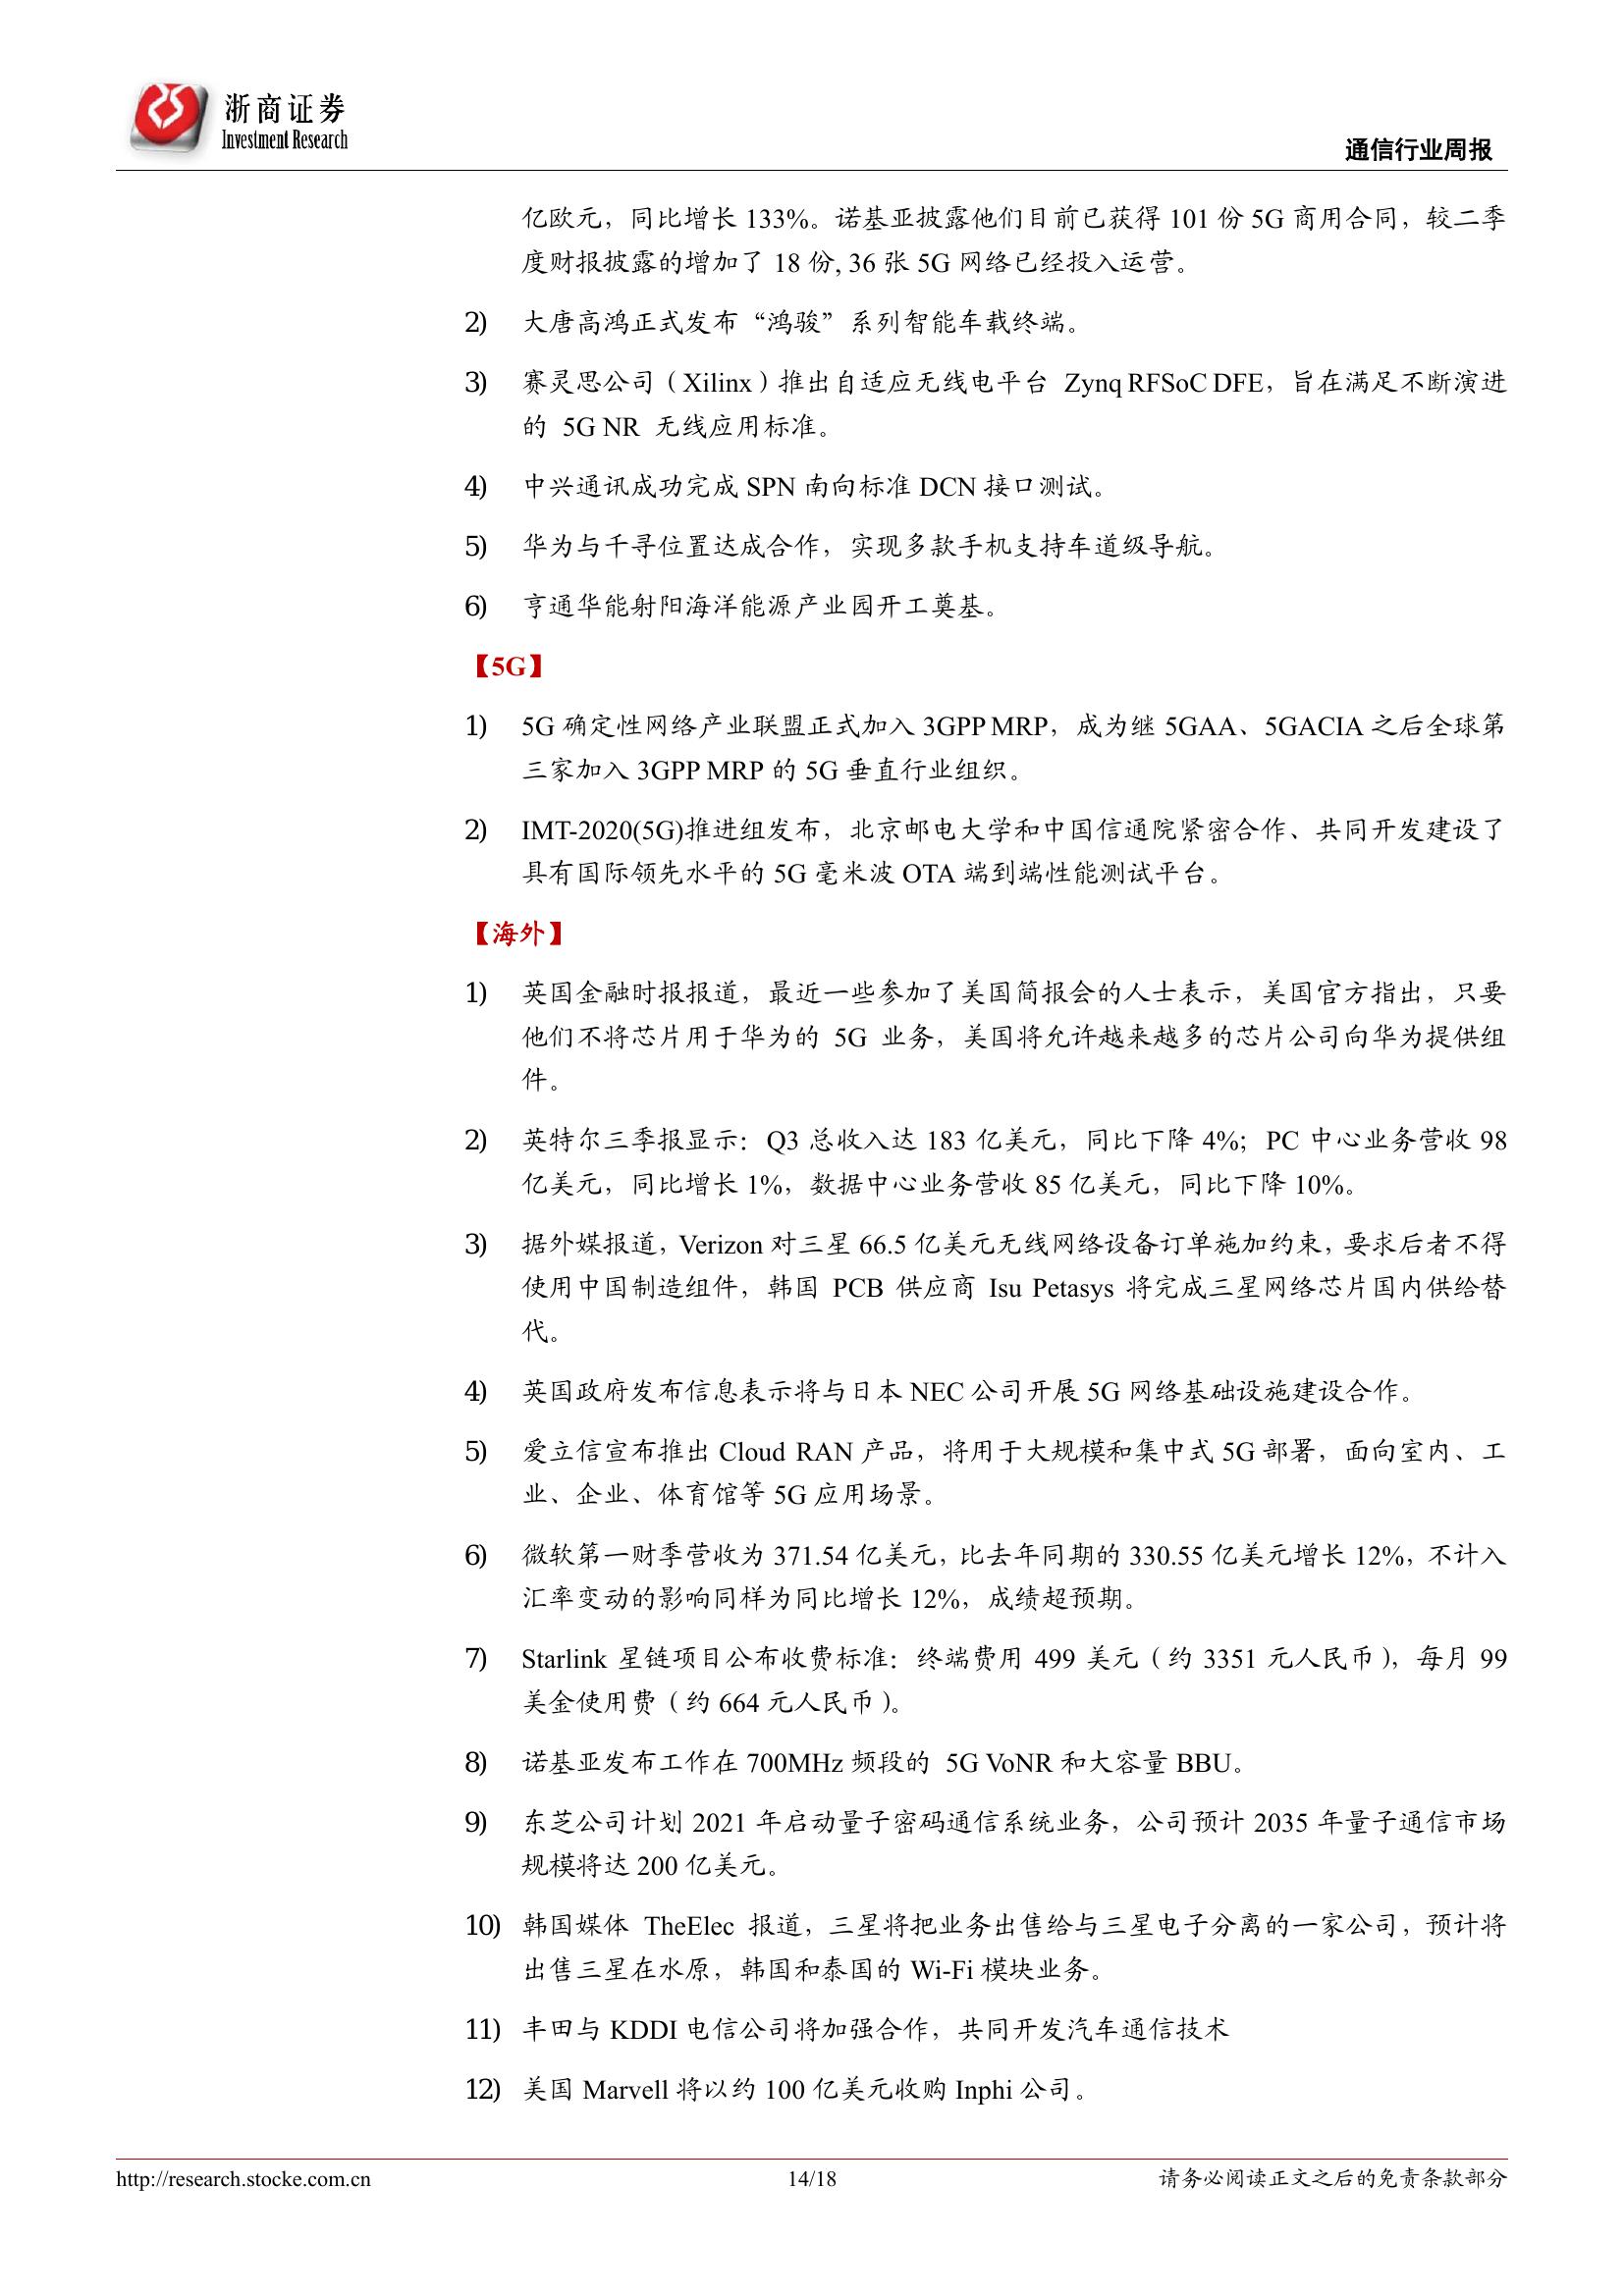 浙商证券
Investment Research
通信行业周报
亿欧元，同比增长 133%。诺基亚披露他们目前已获得 101 份 5G 商用合同，较二季
度财报披露的增加了 18 份, 36 张 5G 网络已经投入运营。
2) 大唐高鸿正式发布“鸿骏”系列智能车载终端。
3) 赛灵思公司（Xilinx）推出自适应无线电平台 Zynq RFSoC DFE，旨在满足不断演进
的 5G NR 无线应用标准。
4) 中兴通讯成功完成 SPN 南向标准 DCN 接口测试。
5) 华为与千寻位置达成合作，实现多款手机支持车道级导航。
6) 亨通华能射阳海洋能源产业园开工奠基。
【5G】
1) 5G 确定性网络产业联盟正式加入 3GPP MRP，成为继 5GAA、5GACIA 之后全球第
三家加入 3GPP MRP 的 5G 垂直行业组织。
2) IMT-2020(5G)推进组发布，北京邮电大学和中国信通院紧密合作、共同开发建设了
具有国际领先水平的 5G 毫米波 OTA 端到端性能测试平台。
【海外】
1) 英国金融时报报道，最近一些参加了美国简报会的人士表示，美国官方指出，只要
他们不将芯片用于华为的 5G 业务，美国将允许越来越多的芯片公司向华为提供组
件。
2) 英特尔三季报显示：Q3 总收入达 183 亿美元，同比下降 4%；PC 中心业务营收 98
亿美元，同比增长 1%，数据中心业务营收 85 亿美元，同比下降 10%。
3) 据外媒报道，Verizon 对三星 66.5 亿美元无线网络设备订单施加约束，要求后者不得
使用中国制造组件，韩国 PCB 供应商 Isu Petasys 将完成三星网络芯片国内供给替
代。
4) 英国政府发布信息表示将与日本 NEC 公司开展 5G 网络基础设施建设合作。
5) 爱立信宣布推出 Cloud RAN 产品，将用于大规模和集中式 5G 部署，面向室内、工
业、企业、体育馆等 5G 应用场景。
6) 微软第一财季营收为 371.54 亿美元，比去年同期的 330.55 亿美元增长 12%，不计入
汇率变动的影响同样为同比增长 12%，成绩超预期。
7) Starlink 星链项目公布收费标准：终端费用 499 美元（约 3351 元人民币），每月 99
美金使用费（约 664 元人民币）。
8) 诺基亚发布工作在 700MHz 频段的 5G VoNR 和大容量 BBU。
9) 东芝公司计划 2021 年启动量子密码通信系统业务，公司预计 2035 年量子通信市场
规模将达 200 亿美元。
10) 韩国媒体 TheElec 报道，三星将把业务出售给与三星电子分离的一家公司，预计将
出售三星在水原，韩国和泰国的 Wi-Fi 模块业务。
11) 丰田与 KDDI 电信公司将加强合作，共同开发汽车通信技术
12) 美国 Marvell 将以约 100 亿美元收购 Inphi 公司。
http://research.stocke.com.cn
14/18
请务必阅读正文之后的免责条款部分